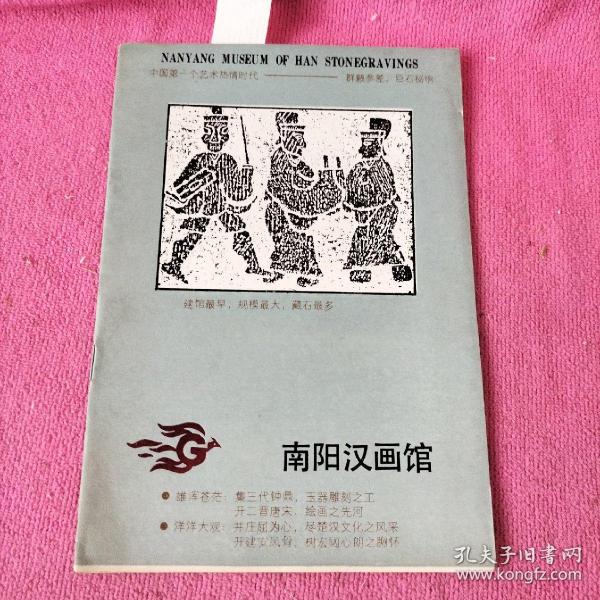 NANYANG MUSEUM OF HAN STONEGRAVINGS
中国第一个艺术热情时代 ——— 群籁参差，巨石秘响
建馆最早，规模最大，藏石最多
南阳汉画馆
雄浑苍茫：集三代钟鼎，玉器雕刻之工
开二晋唐宋，绘画之先河
洋洋大观：并庄屈为心，尽楚汉文化之风采
开建安风骨，树宏阔心朗之胸怀
孔夫子旧书网
www.kongfz.com